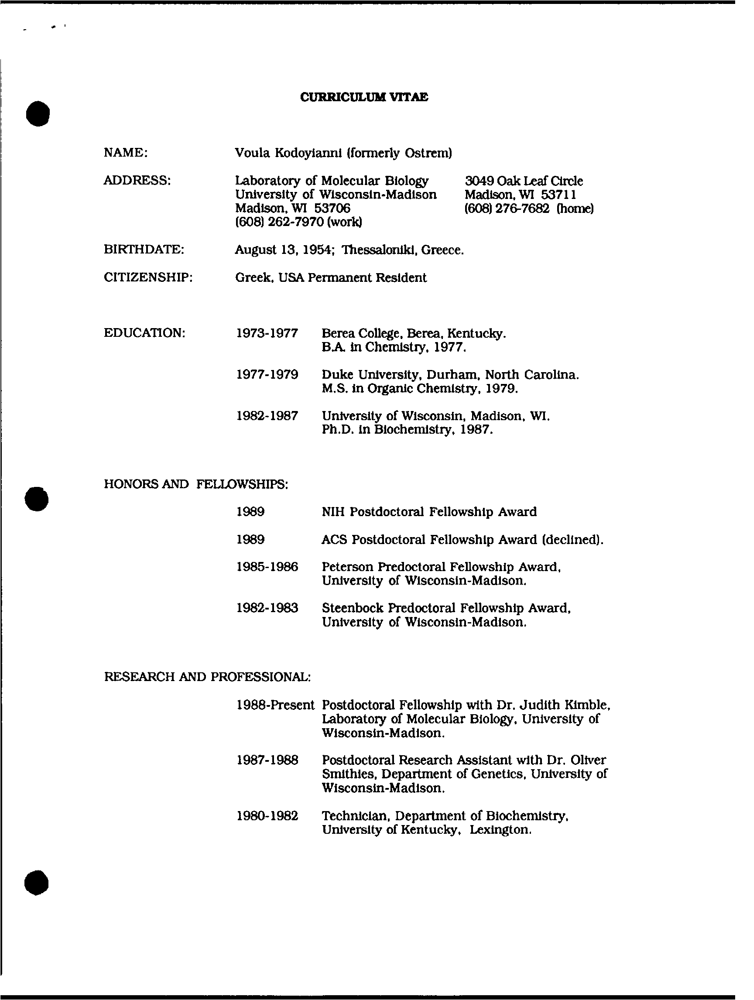 CURRICULUM VITAE
NAME: Voula Kodoyianni (formerly Ostrem)
ADDRESS: Laboratory of Molecular Biology 3049 Oak Leaf Circle
University of Wisconsin-Madison Madison, WI 53711
Madison, WI 53706 (608) 276-7682 (home)
(608) 262-7970 (work)
BIRTHDATE: August 13, 1954; Thessaloniki, Greece.
CITIZENSHIP: Greek, USA Permanent Resident
EDUCATION: 1973-1977 Berea College, Berea, Kentucky.
B.A. in Chemistry, 1977.
1977-1979 Duke University, Durham, North Carolina.
M.S. in Organic Chemistry, 1979.
1982-1987 University of Wisconsin, Madison, WI.
Ph.D. in Biochemistry, 1987.
HONORS AND FELLOWSHIPS:
1989 NIH Postdoctoral Fellowship Award
1989 ACS Postdoctoral Fellowship Award (declined).
1985-1986 Peterson Predoctoral Fellowship Award,
University of Wisconsin-Madison.
1982-1983 Steenbock Predoctoral Fellowship Award,
University of Wisconsin-Madison.
RESEARCH AND PROFESSIONAL:
1988-Present Postdoctoral Fellowship with Dr. Judith Kimble,
Laboratory of Molecular Biology, University of
Wisconsin-Madison.
1987-1988 Postdoctoral Research Assistant with Dr. Oliver
Smithies, Department of Genetics, University of
Wisconsin-Madison.
1980-1982 Technician, Department of Biochemistry,
University of Kentucky, Lexington.